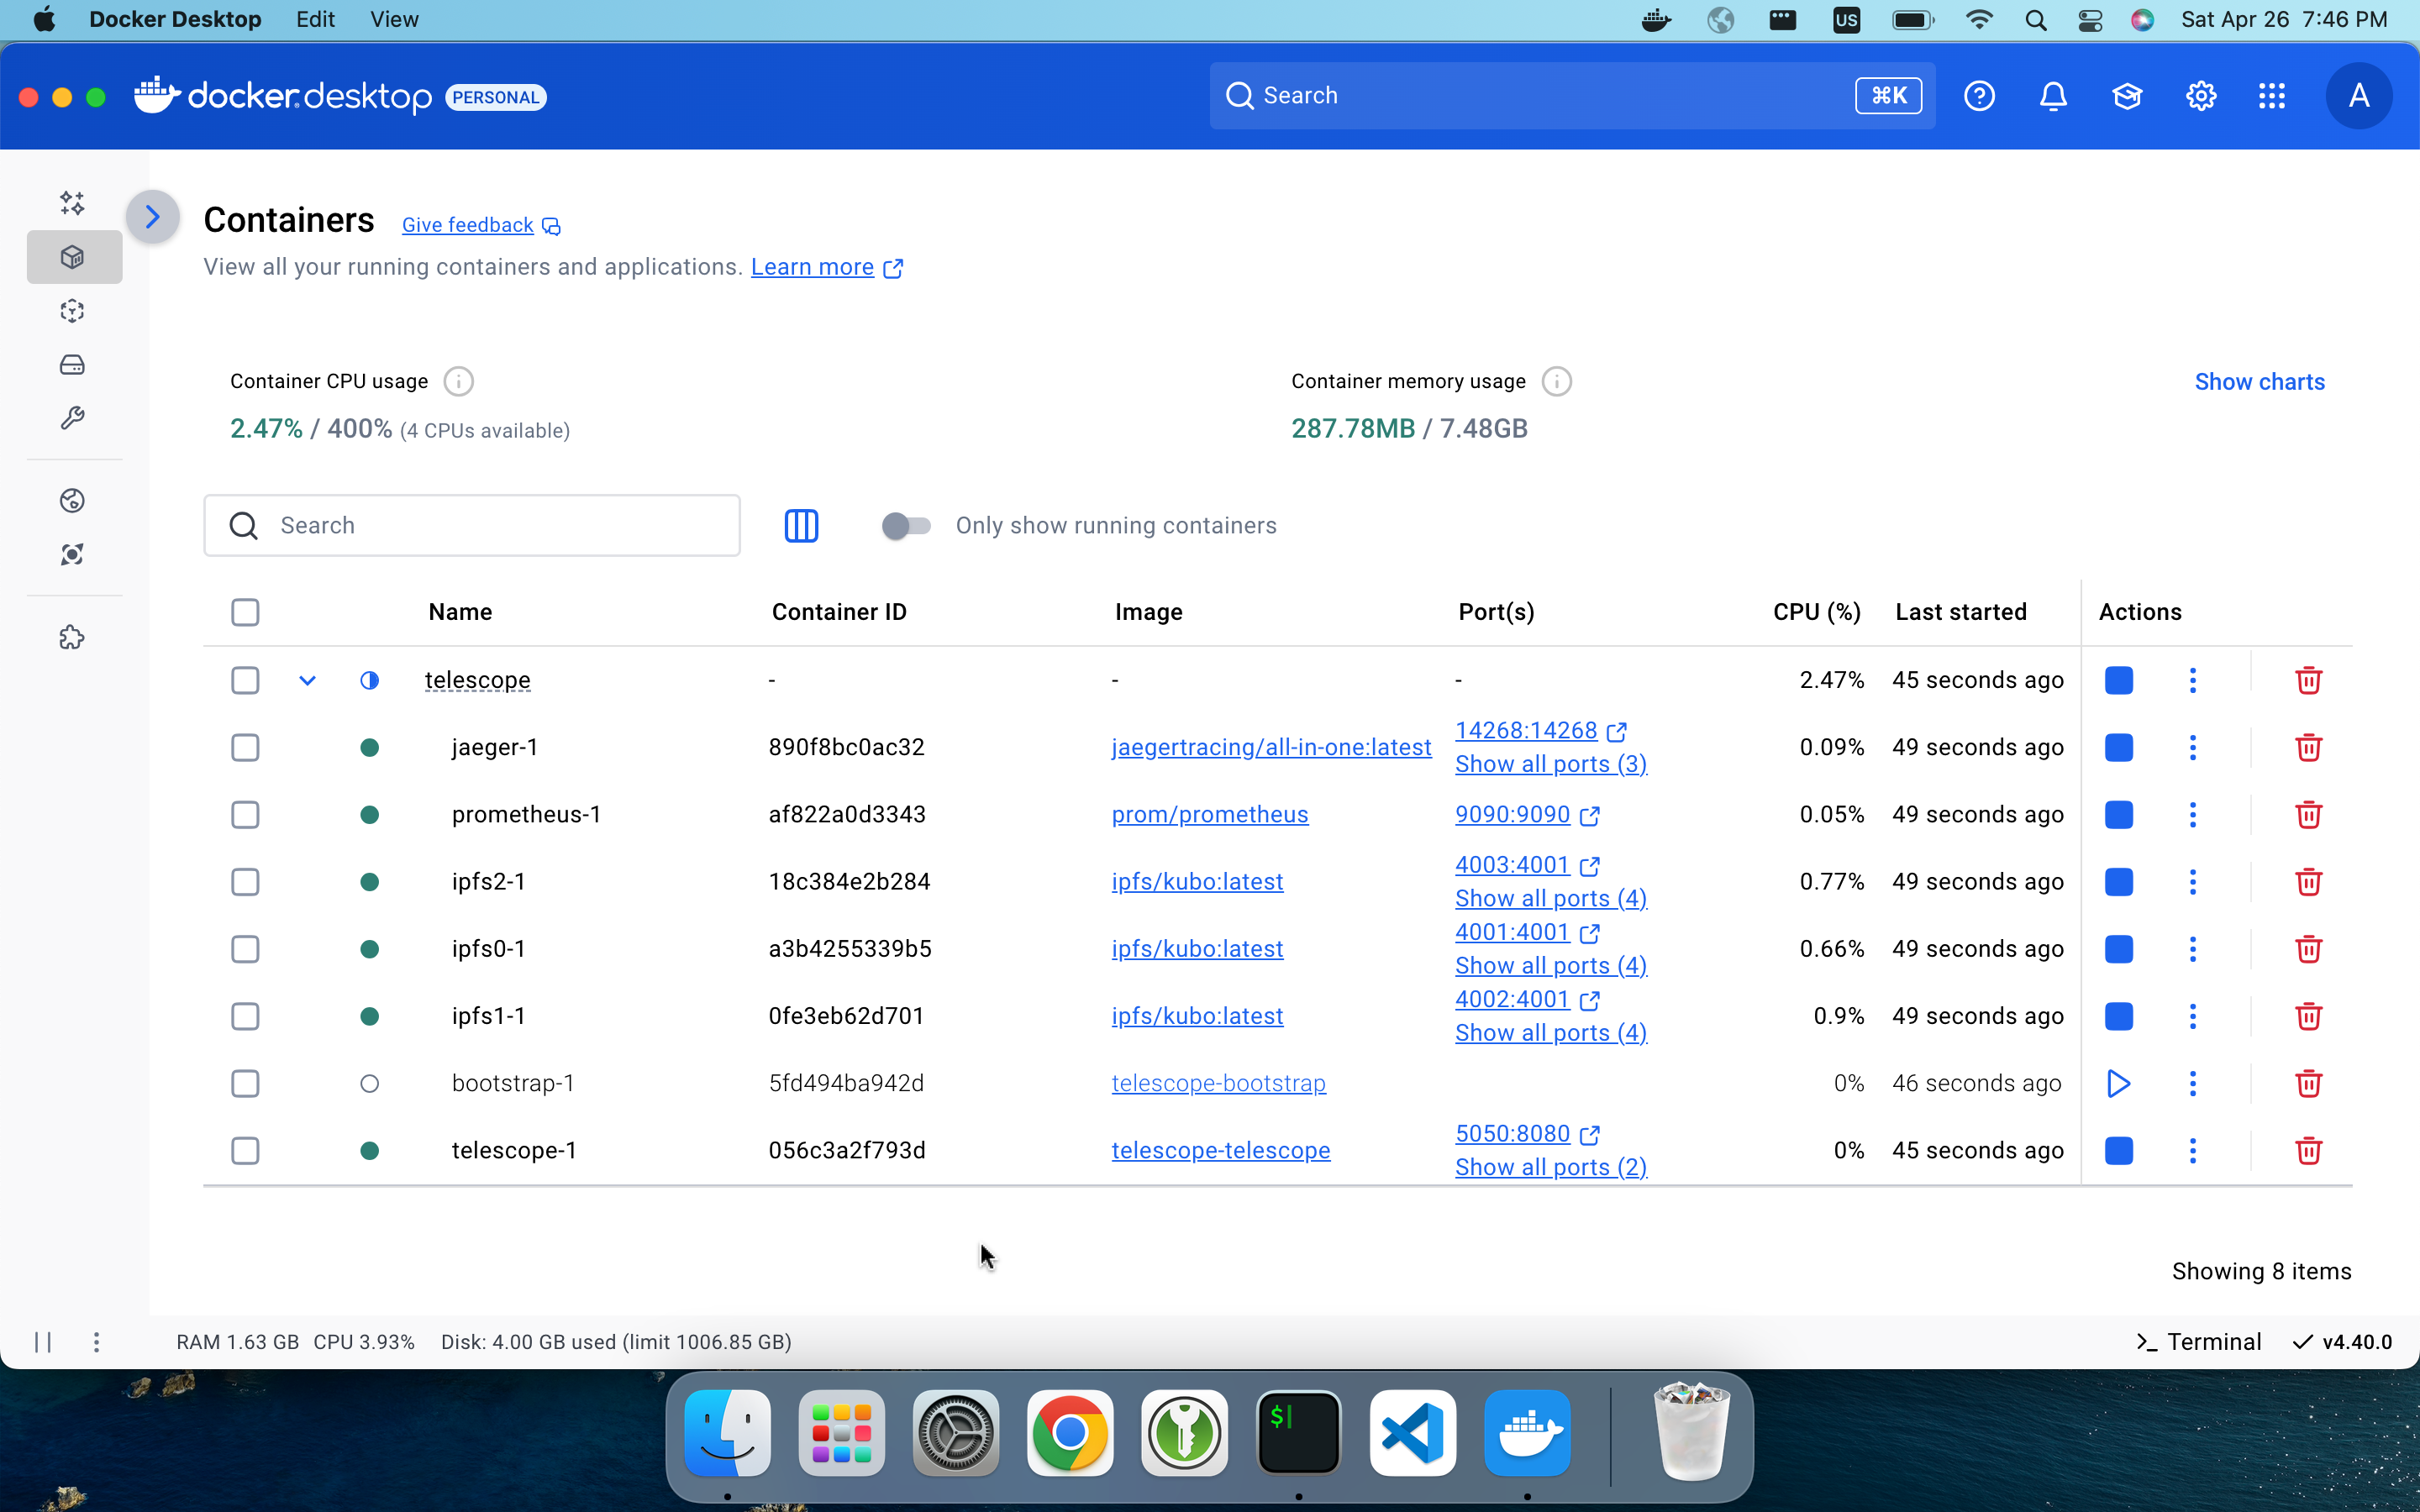 Docker Desktop Edit View US Sat Apr 26 7:46 PM
docker.desktop PERSONAL Search ⌘K A
Containers Give feedback
View all your running containers and applications. Learn more
Container CPU usage Container memory usage Show charts
2.47% / 400% (4 CPUs available) 287.78MB / 7.48GB
Search Only show running containers
Name Container ID Image Port(s) CPU (%) Last started Actions
telescope - - - 2.47% 45 seconds ago
jaeger-1 890f8bc0ac32 jaegertracing/all-in-one:latest 14268:14268 0.09% 49 seconds ago
Show all ports (3)
prometheus-1 af822a0d3343 prom/prometheus 9090:9090 0.05% 49 seconds ago
ipfs2-1 18c384e2b284 ipfs/kubo:latest 4003:4001 0.77% 49 seconds ago
Show all ports (4)
ipfs0-1 a3b4255339b5 ipfs/kubo:latest 4001:4001 0.66% 49 seconds ago
Show all ports (4)
ipfs1-1 0fe3eb62d701 ipfs/kubo:latest 4002:4001 0.9% 49 seconds ago
Show all ports (4)
bootstrap-1 5fd494ba942d telescope-bootstrap 0% 46 seconds ago
telescope-1 056c3a2f793d telescope-telescope 5050:8080 0% 45 seconds ago
Show all ports (2)
Showing 8 items
RAM 1.63 GB CPU 3.93% Disk: 4.00 GB used (limit 1006.85 GB) Terminal v4.40.0
$